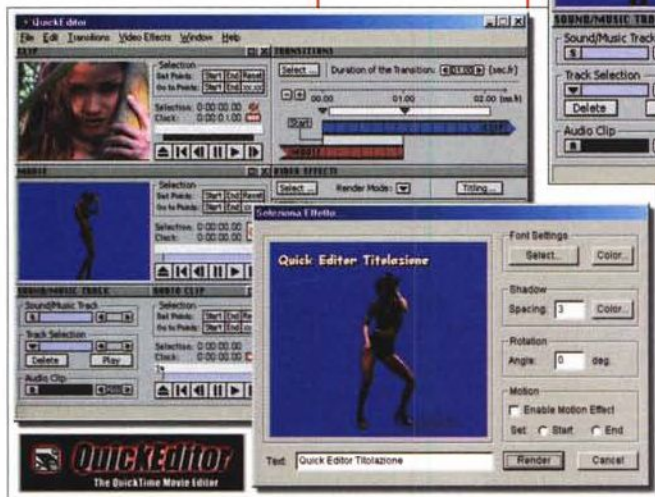 QuickEditor
File Edit Transitions Video Effects Window Help
CLIP
Selection
Set Points: Start End Reset
Go to Points: Start End
Selection: 0:00:00.00
Clock: 0:00:01.00
TRANSITIONS
Select ... Duration of the Transition: 01.00 (sec.fr)
00.00 01.00 02.00
Start
CLIP
MOVIE
MOVIE
Selection
Set Points: Start End
Go to Points: Start End
Selection: 0:00:00.00
Clock: 0:00:00.00
VIDEO EFFECTS
Select ... Render Mode: Titling ...
SOUND/MUSIC TRACK
Sound/Music Track
Track Selection
Delete Play
Audio Clip
AUDIO CLIP
Selection
Set Points: Start End
Go to Points: Start End
Selection: 0:00:00.00
Clock: 0:00:00.00
SOUND/MUSIC
Sound/Music Track
Track Selection
Delete
Audio Clip
Seleziona Effetto
Quick Editor Titolazione
Font Settings
Select... Color...
Shadow
Spacing: 3 Color...
Rotation
Angle: 0 deg.
Motion
Enable Motion Effect
Set: Start End
Text: Quick Editor Titolazione
Render Cancel
QuickEditor
The QuickTime Movie Editor